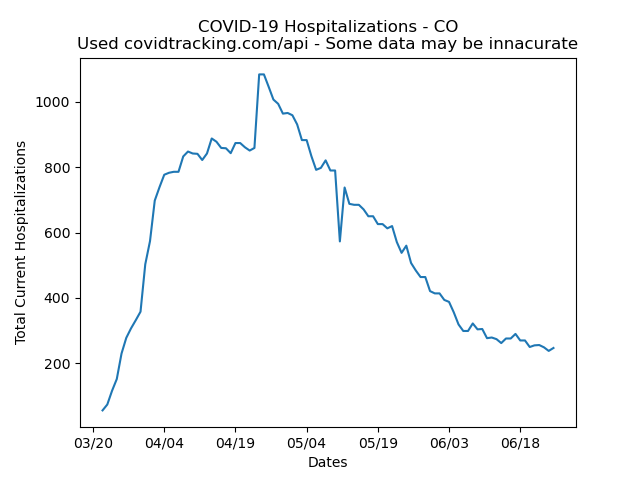 COVID-19 Hospitalizations - CO
Used covidtracking.com/api - Some data may be innacurate
Total Current Hospitalizations
1000
800
600
400
200
03/20 04/04 04/19 05/04 05/19 06/03 06/18
Dates